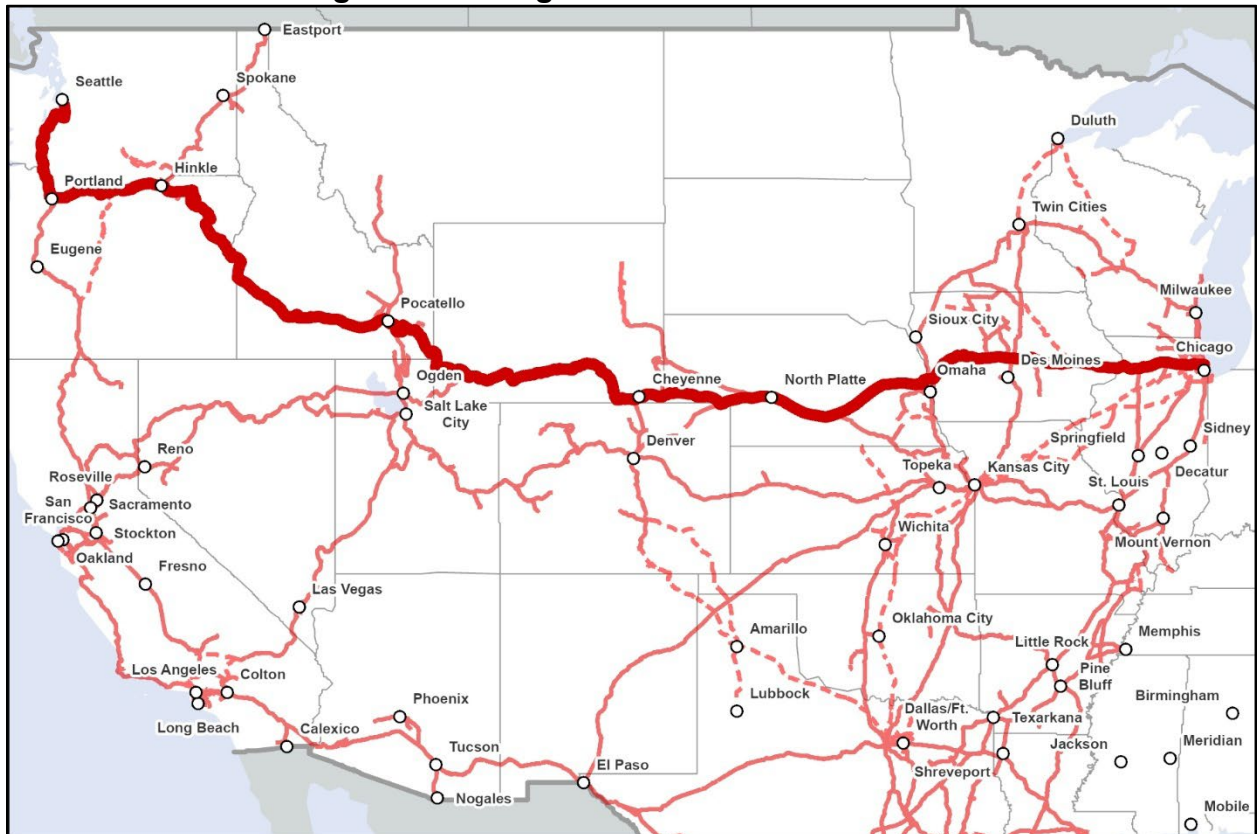 Eastport
Spokane
Seattle
Duluth
Hinkle
Portland
Twin Cities
Eugene
Milwaukee
Pocatello
Sioux City
Chicago
Des Moines
Ogden
Cheyenne
North Platte
Omaha
Salt Lake
City
Sidney
Denver
Springfield
Reno
Topeka
Kansas City
Decatur
Roseville
St. Louis
San
Francisco
Sacramento
Stockton
Wichita
Mount Vernon
Oakland
Fresno
Las Vegas
Oklahoma City
Amarillo
Little Rock
Memphis
Los Angeles
Colton
Pine
Bluff
Phoenix
Lubbock
Birmingham
Long Beach
Calexico
Dallas/Ft.
Worth
Texarkana
Tucson
Jackson
Meridian
El Paso
Shreveport
Nogales
Mobile